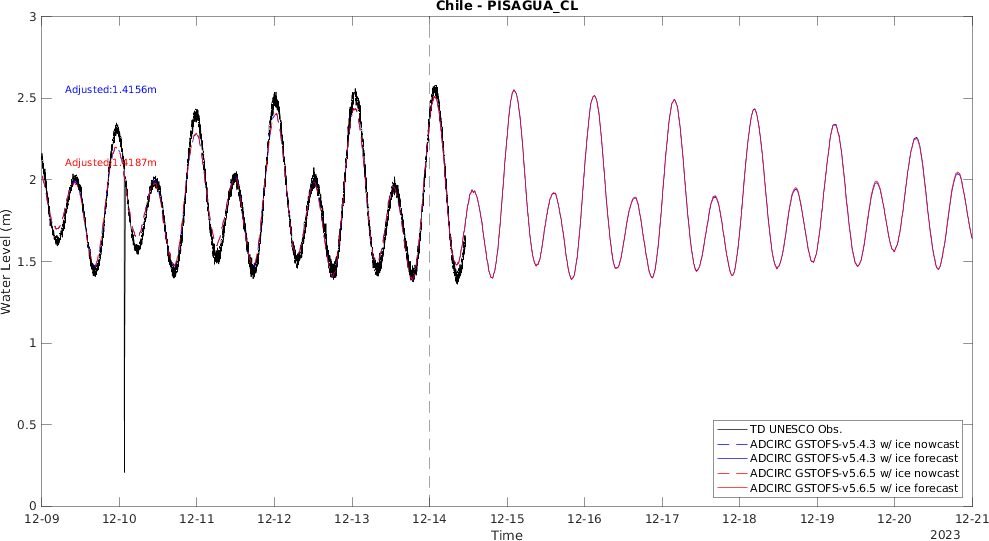 Chile - PISAGUA_CL
3
2.5
2
1.5
1
0.5
0
Water Level (m)
Adjusted:1.4156m
Adjusted:1.4187m
TD UNESCO Obs.
ADCIRC GSTOFS-v5.4.3 w/ ice nowcast
ADCIRC GSTOFS-v5.4.3 w/ ice forecast
ADCIRC GSTOFS-v5.6.5 w/ ice nowcast
ADCIRC GSTOFS-v5.6.5 w/ ice forecast
12-09 12-10 12-11 12-12 12-13 12-14 12-15 12-16 12-17 12-18 12-19 12-20 12-21
Time
2023